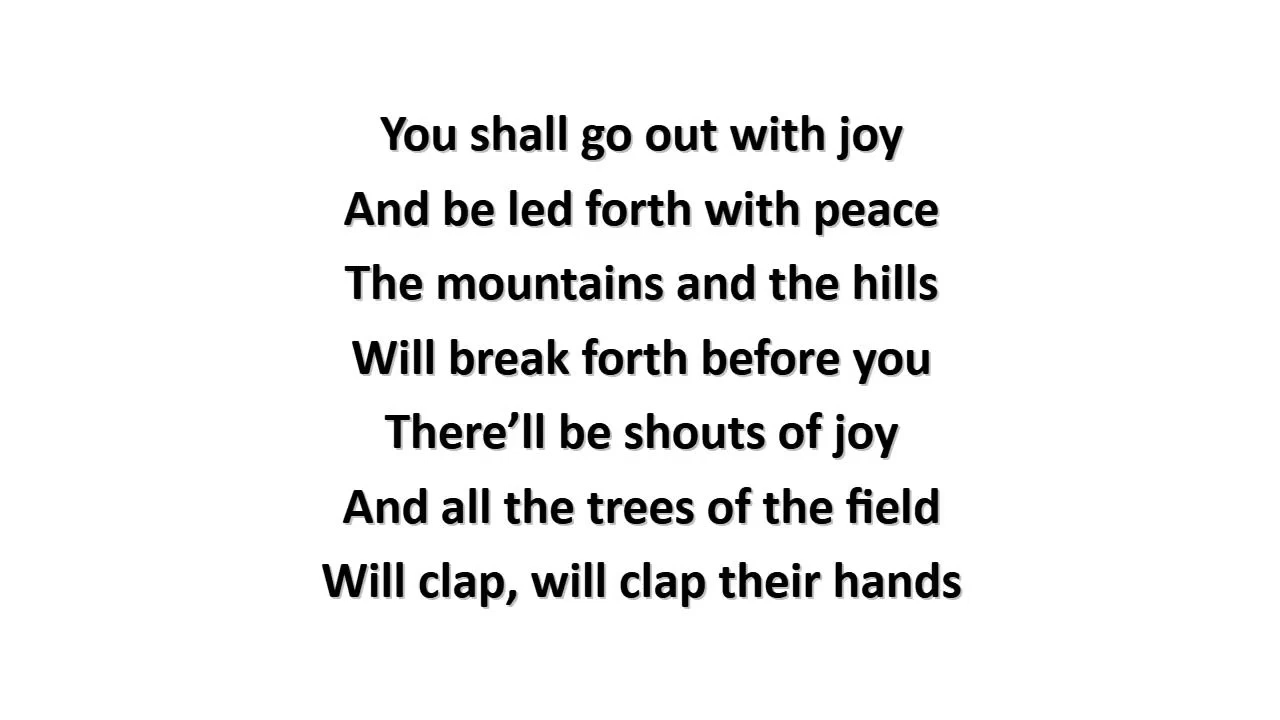 You shall go out with joy
And be led forth with peace
The mountains and the hills
Will break forth before you
There’ll be shouts of joy
And all the trees of the field
Will clap, will clap their hands